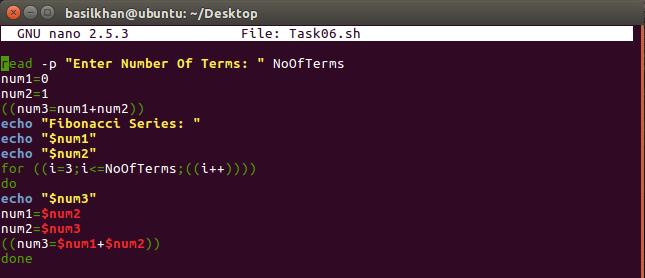 basilkhan@ubuntu: ~/Desktop
GNU nano 2.5.3 File: Task06.sh
read -p "Enter Number Of Terms: " NoOfTerms
num1=0
num2=1
((num3=num1+num2))
echo "Fibonacci Series: "
echo "$num1"
echo "$num2"
for ((i=3;i<=NoOfTerms;((i++))))
do
echo "$num3"
num1=$num2
num2=$num3
((num3=$num1+$num2))
done